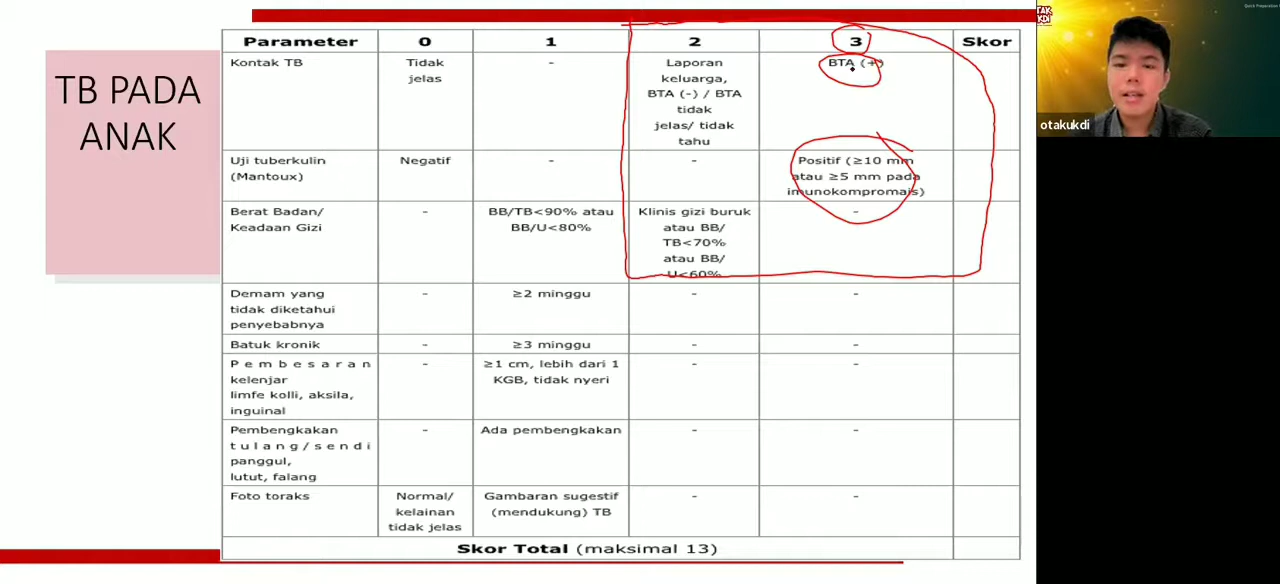 TB PADA
ANAK
Parameter 0 1 2 3 Skor
Kontak TB
Tidak
jelas
-
Laporan
keluarga,
BTA (-) / BTA
tidak
jelas/ tidak
tahu
BTA (+)
Uji tuberkulin
(Mantoux)
Negatif
-
-
Positif (≥10 mm
atau ≥5 mm pada
imunokompromais)
Berat Badan/
Keadaan Gizi
-
BB/TB<90% atau
BB/U<80%
Klinis gizi buruk
atau BB/
TB<70%
atau BB/
U<60%
-
Demam yang
tidak diketahui
penyebabnya
-
≥2 minggu
-
-
Batuk kronik
-
≥3 minggu
-
-
Pembesaran
kelenjar
limfe kolli, aksila,
inguinal
-
≥1 cm, lebih dari 1
KGB, tidak nyeri
-
-
Pembengkakan
tulang/sendi
panggul,
lutut, falang
-
Ada pembengkakan
-
-
Foto toraks
Normal/
kelainan
tidak jelas
Gambaran sugestif
(mendukung) TB
-
-
Skor Total (maksimal 13)
otakukdi